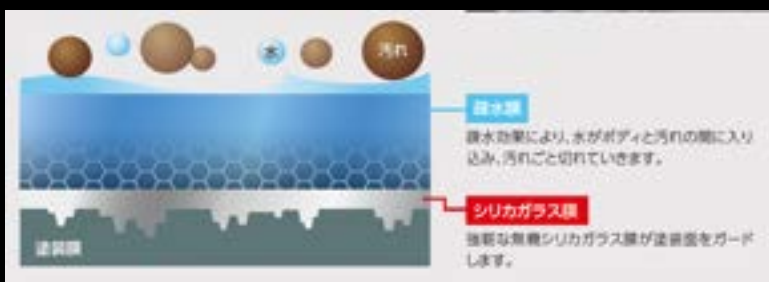 水
汚れ
疎水膜
疎水効果により、水がボディと汚れの間に入り
込み、汚れごと切れていきます。
シリカガラス膜
強靭な無機シリカガラス膜が塗装面をガード
します。
塗装膜